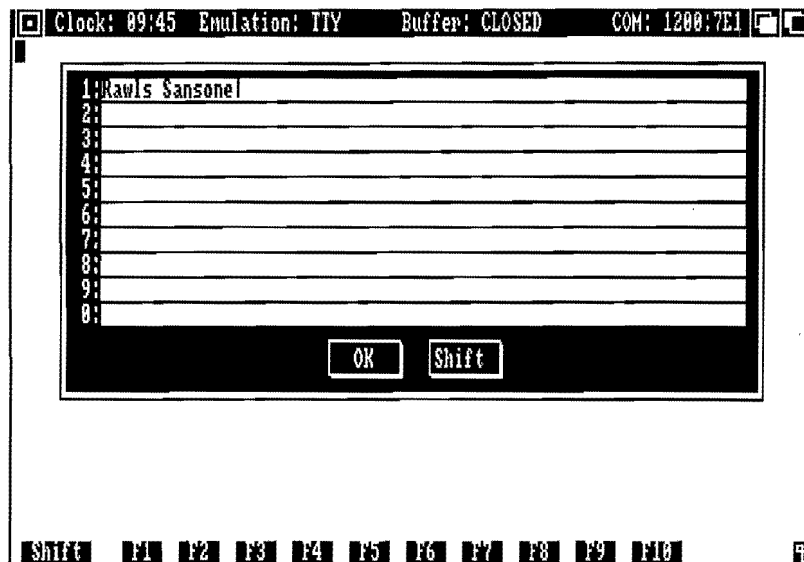 Clock: 09:45 Emulation: TTY Buffer: CLOSED COM: 1200:7E1
1:Rawls Sansone
2:
3:
4:
5:
6:
7:
8:
9:
0:
OK Shift
Shift F1 F2 F3 F4 F5 F6 F7 F8 F9 F10